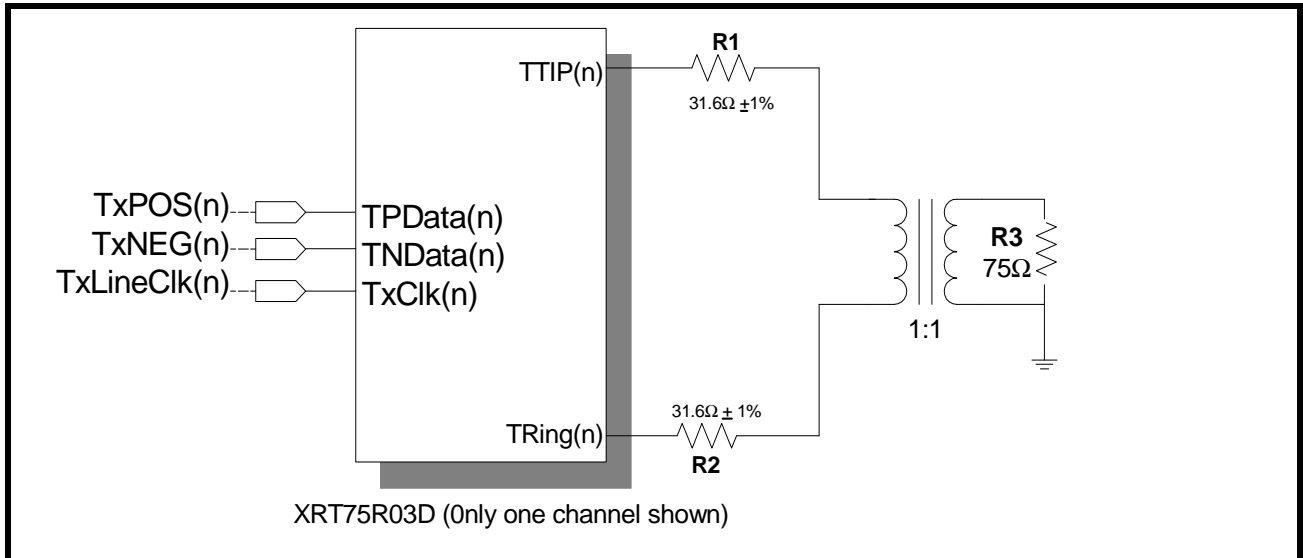 R1
TTIP(n)
31.6Ω ±1%
TxPOS(n)
TPData(n)
TxNEG(n)
TNData(n)
TxLineClk(n)
TxClk(n)
R3
75Ω
1:1
31.6Ω ± 1%
TRing(n)
R2
XRT75R03D (0nly one channel shown)